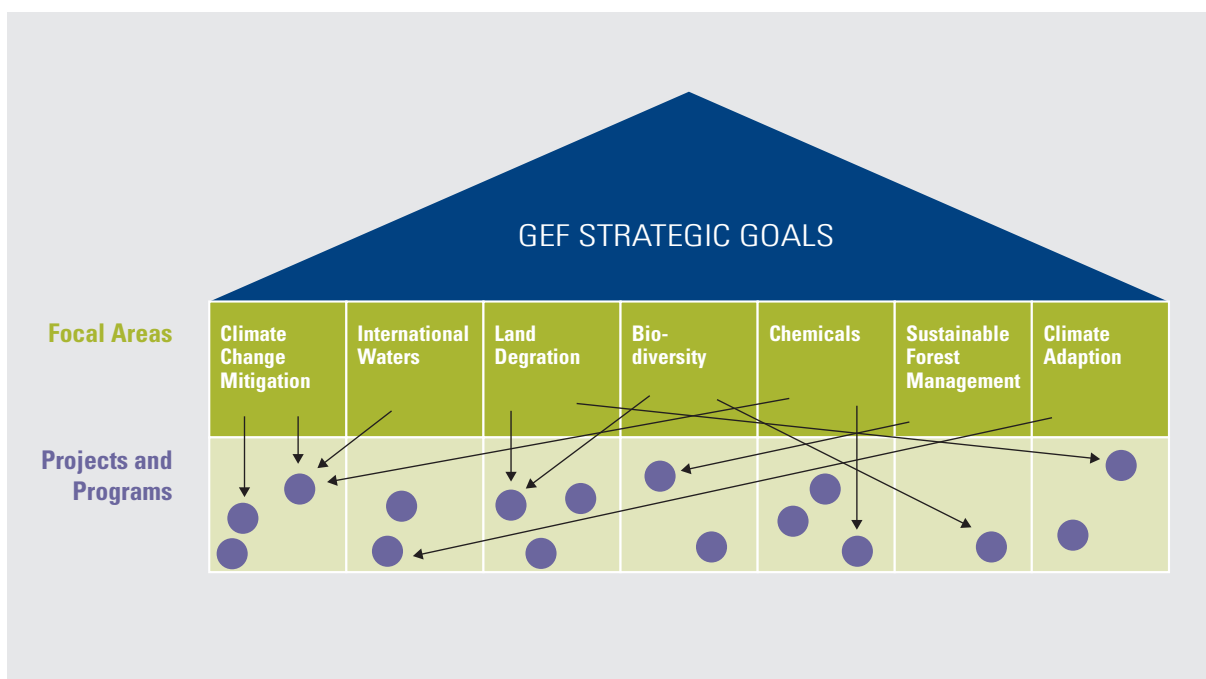 GEF STRATEGIC GOALS
Focal Areas
Climate
Change
Mitigation
International
Waters
Land
Degration
Bio-
diversity
Chemicals
Sustainable
Forest
Management
Climate
Adaption
Projects and
Programs